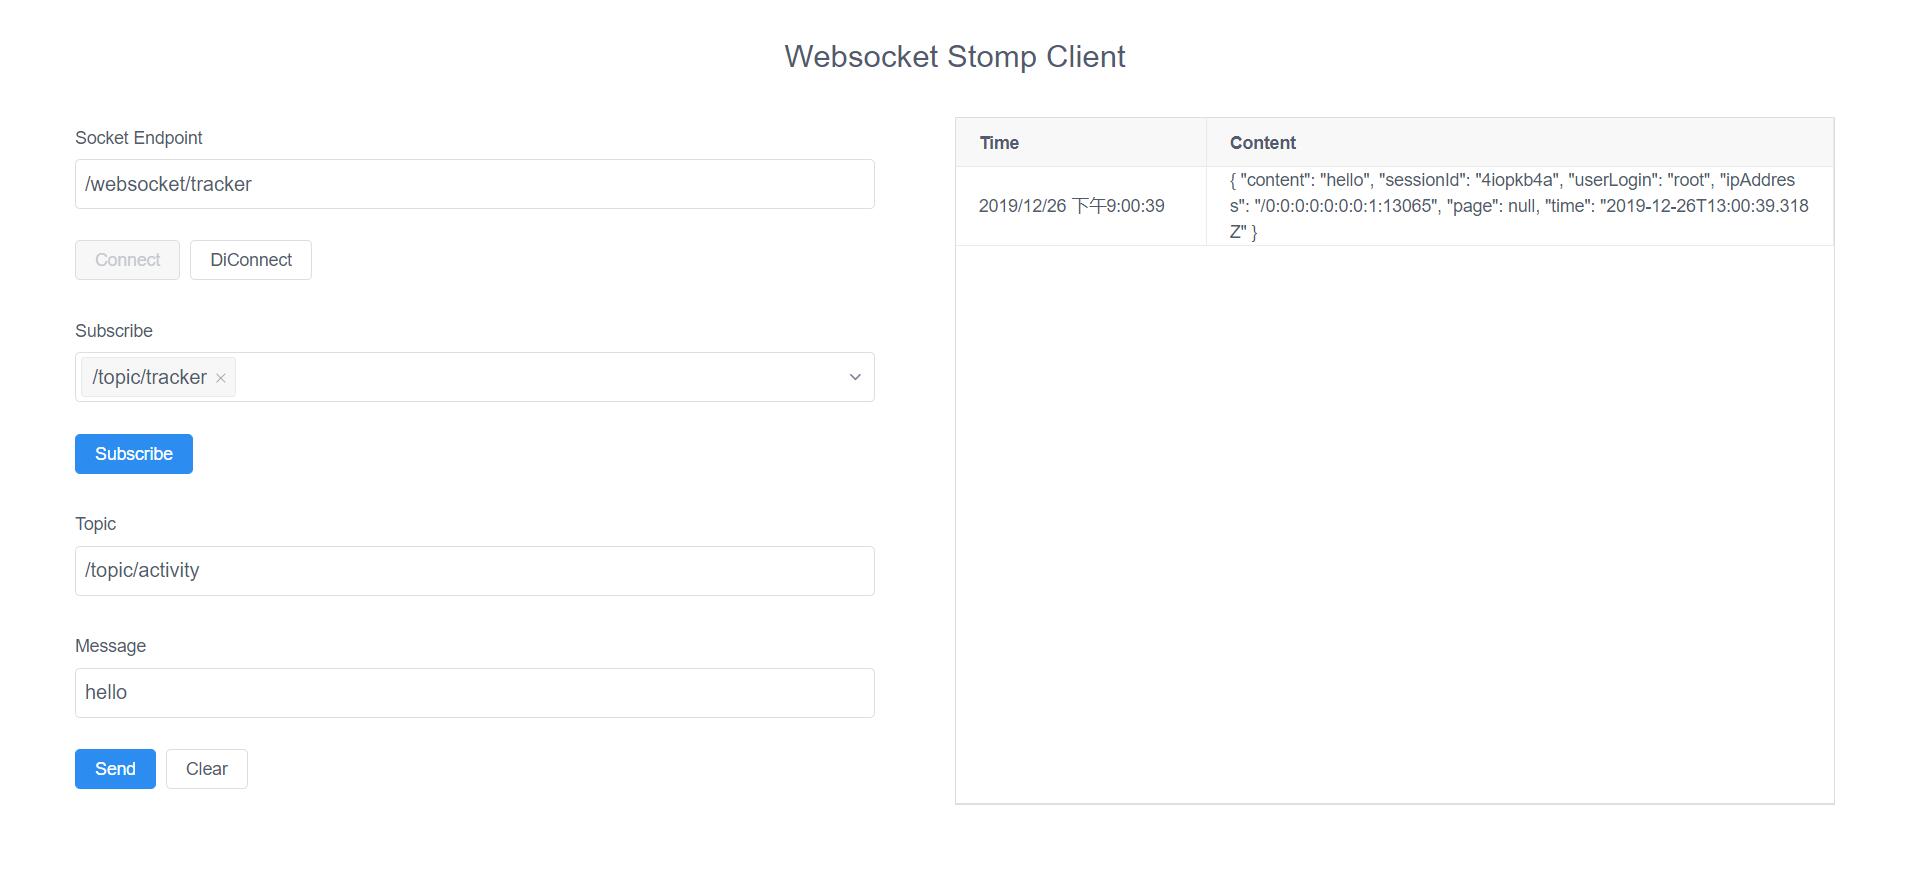 Websocket Stomp Client
Socket Endpoint
/websocket/tracker
Connect
DiConnect
Subscribe
/topic/tracker
Subscribe
Topic
/topic/activity
Message
hello
Send
Clear
Time
Content
2019/12/26 下午9:00:39
{ "content": "hello", "sessionId": "4iopkb4a", "userLogin": "root", "ipAddres
s": "/0:0:0:0:0:0:0:1:13065", "page": null, "time": "2019-12-26T13:00:39.318
Z" }